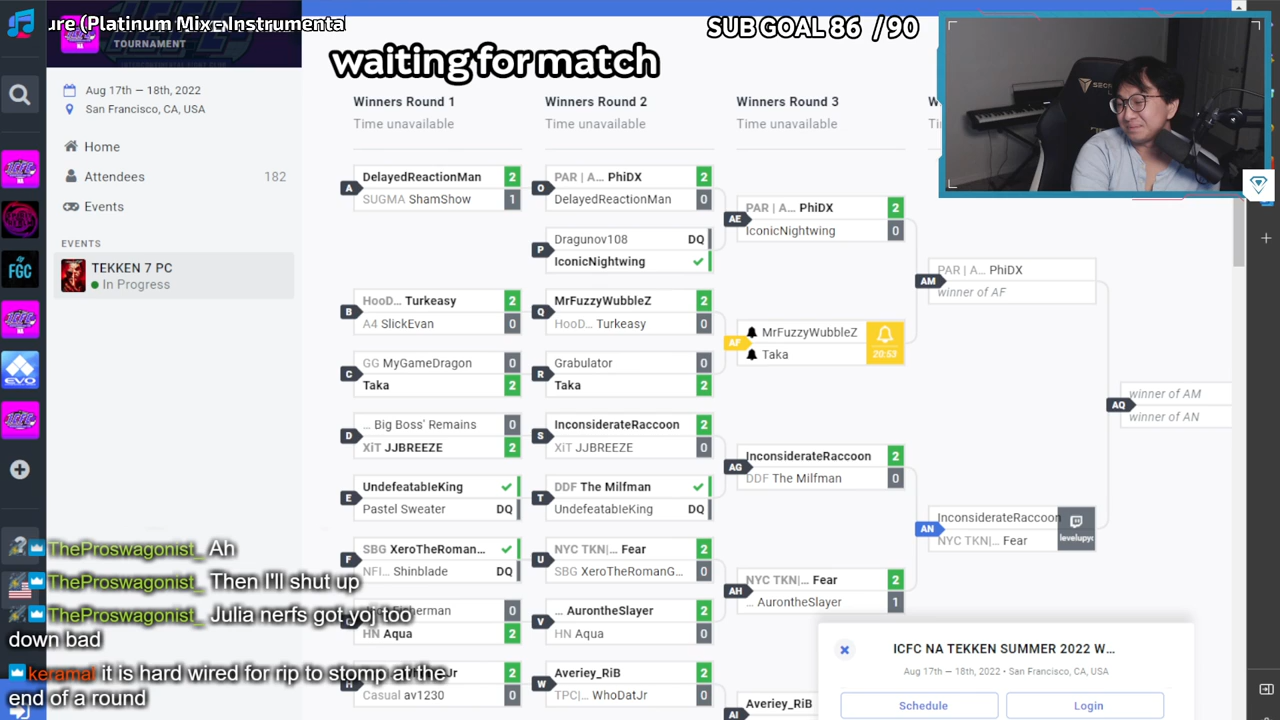 ure (Platinum Mix - Instrumental
SUB GOAL 86 / 90
waiting for match
TOURNAMENT
Aug 17th — 18th, 2022
San Francisco, CA, USA
Home
Attendees 182
Events
EVENTS
TEKKEN 7 PC
In Progress
FGC
EVO
Winners Round 1
Time unavailable
A
DelayedReactionMan 2
SUGMA ShamShow 1
B
HooD... Turkeasy 2
A4 SlickEvan 0
C
GG MyGameDragon 0
Taka 2
D
... Big Boss' Remains 0
XiT JJBREEZE 2
E
UndefeatableKing
Pastel Sweater DQ
F
SBG XeroTheRoman...
NFI... Shinblade DQ
herman 0
HN Aqua 2
Jr 2
Casual av1230 0
Winners Round 2
Time unavailable
O
PAR | A... PhiDX 2
DelayedReactionMan 0
P
Dragunov108 DQ
IconicNightwing
Q
MrFuzzyWubbleZ 2
HooD... Turkeasy 0
R
Grabulator 0
Taka 2
S
InconsiderateRaccoon 2
XiT JJBREEZE 0
T
DDF The Milfman
UndefeatableKing DQ
U
NYC TKN|... Fear 2
SBG XeroTheRomanG... 0
V
... AurontheSlayer 2
HN Aqua 0
W
Averiey_RiB 2
TPC|... WhoDatJr 0
Winners Round 3
Time unavailable
AE
PAR | A... PhiDX 2
IconicNightwing 0
AF
MrFuzzyWubbleZ
Taka
20:53
AG
InconsiderateRaccoon 2
DDF The Milfman 0
AH
NYC TKN|... Fear 2
... AurontheSlayer 1
AI
Averiey_RiB
W
Tim
AM
PAR | A... PhiDX
winner of AF
AN
InconsiderateRaccoon
NYC TKN|... Fear
levelupyo
AQ
winner of AM
winner of AN
TheProswagonist_ Ah
TheProswagonist_ Then I'll shut up
TheProswagonist_ Julia nerfs got yoj too
down bad
keramal it is hard wired for rip to stomp at the
end of a round
ICFC NA TEKKEN SUMMER 2022 W...
Aug 17th — 18th, 2022 • San Francisco, CA, USA
Schedule
Login